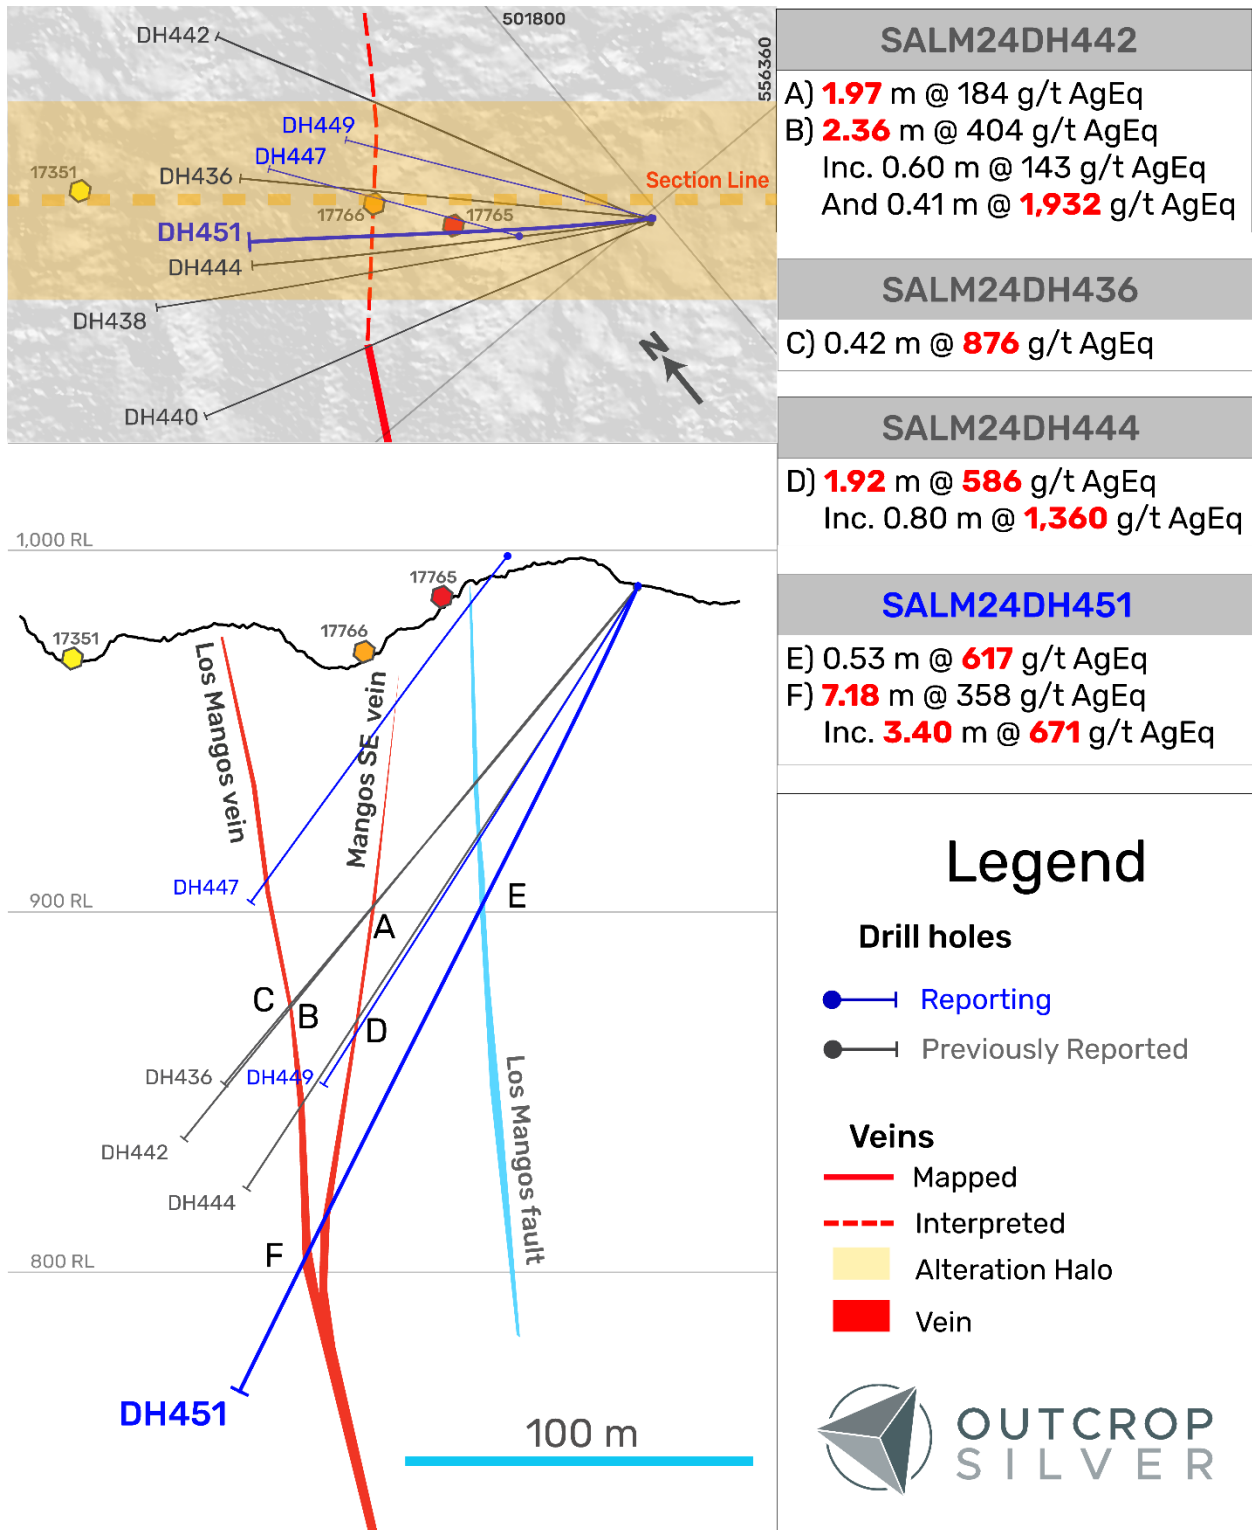 501800
556360
DH442
DH449
DH447
17351
DH436
Section Line
17766
17765
DH451
DH444
DH438
N
DH440
1,000 RL
17765
17766
17351
Los Mangos vein
Mangos SE vein
DH447
900 RL
E
A
C
B
D
DH436
DH449
DH442
DH444
Los Mangos fault
F
800 RL
DH451
100 m
SALM24DH442
A) 1.97 m @ 184 g/t AgEq
B) 2.36 m @ 404 g/t AgEq
Inc. 0.60 m @ 143 g/t AgEq
And 0.41 m @ 1,932 g/t AgEq
SALM24DH436
C) 0.42 m @ 876 g/t AgEq
SALM24DH444
D) 1.92 m @ 586 g/t AgEq
Inc. 0.80 m @ 1,360 g/t AgEq
SALM24DH451
E) 0.53 m @ 617 g/t AgEq
F) 7.18 m @ 358 g/t AgEq
Inc. 3.40 m @ 671 g/t AgEq
Legend
Drill holes
Reporting
Previously Reported
Veins
Mapped
Interpreted
Alteration Halo
Vein
OUTCROP
SILVER